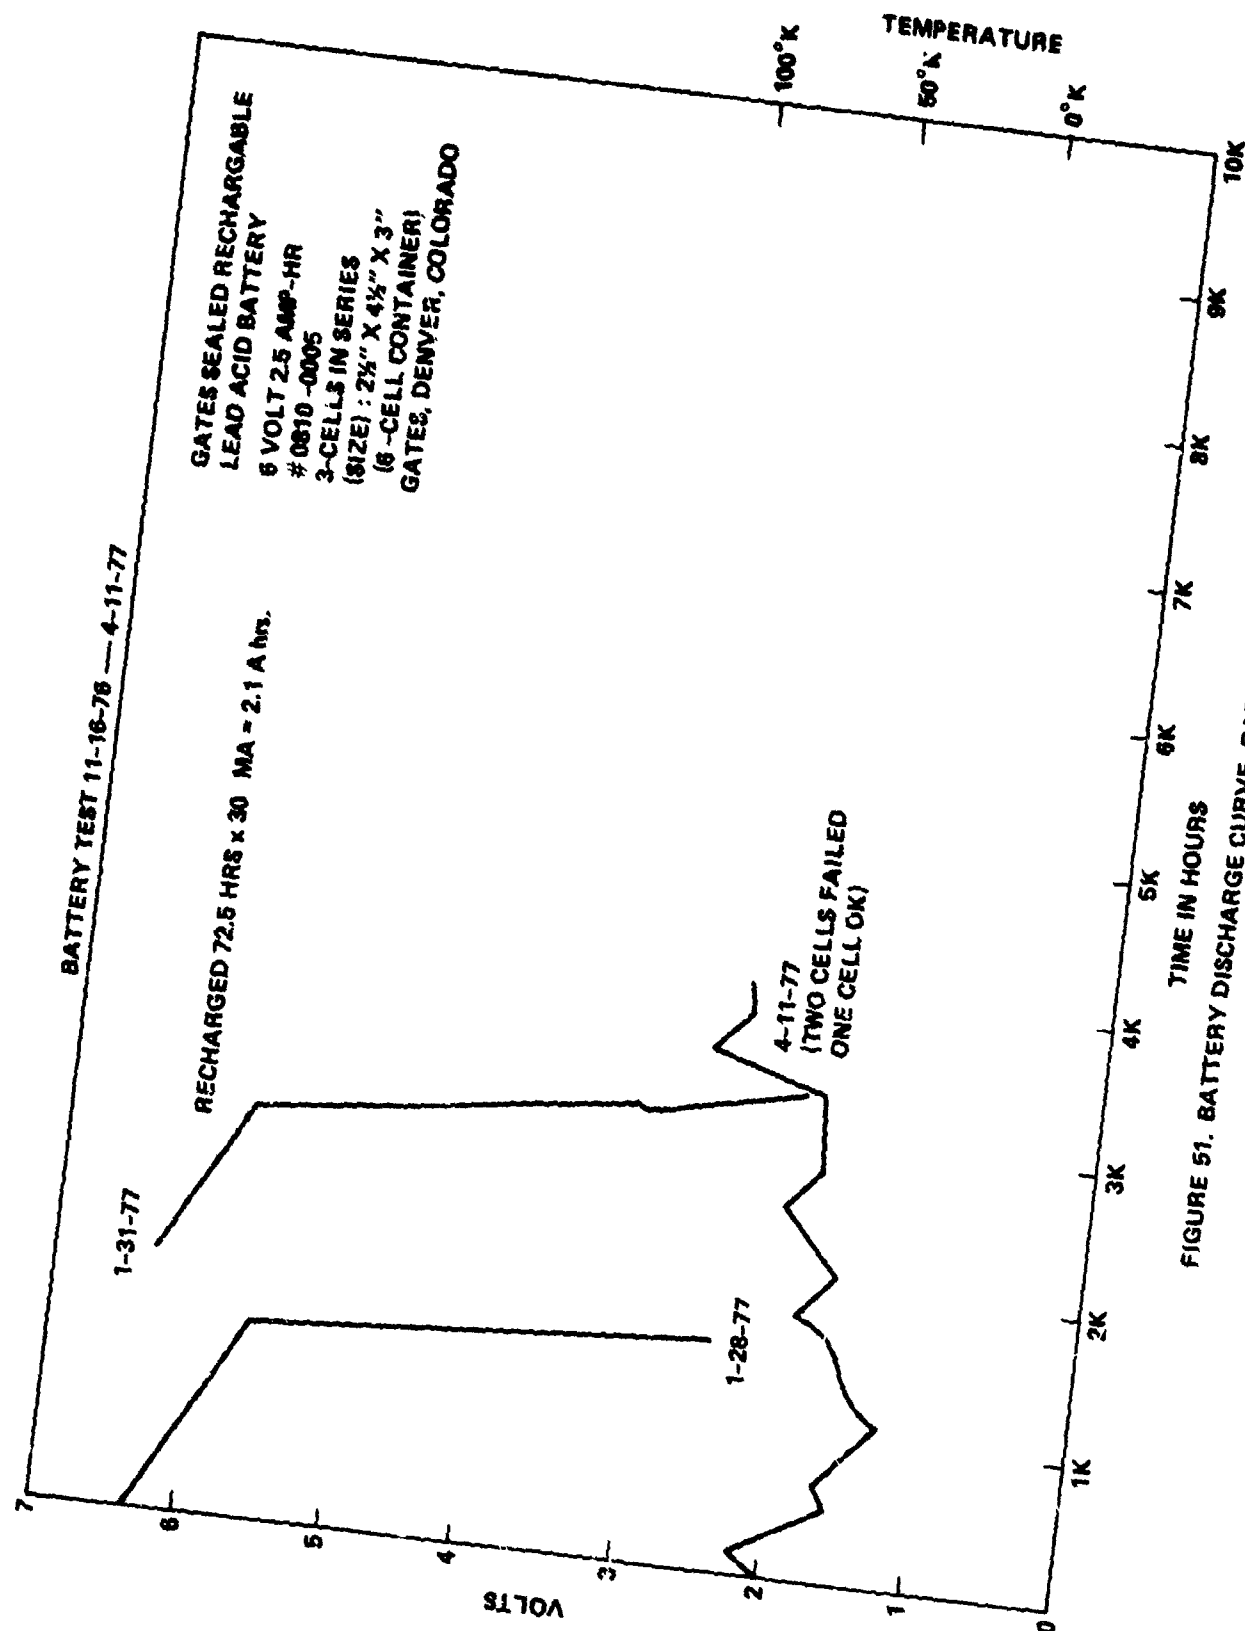 BATTERY TEST 11-16-76 — 4-11-77
GATES SEALED RECHARGABLE
LEAD ACID BATTERY
6 VOLT 2.5 AMP-HR
# 0810-0005
3-CELLS IN SERIES
(SIZE) : 2½" X 4½" X 3"
(6-CELL CONTAINER)
GATES, DENVER, COLORADO
RECHARGED 72.5 HRS x 30 MA = 2.1 A hrs.
1-31-77
1-28-77
4-11-77
(TWO CELLS FAILED
ONE CELL OK)
VOLTS
7
6
5
4
3
2
1
0
TEMPERATURE
100°K
50°K
0°K
1K
2K
3K
4K
5K
6K
7K
8K
9K
10K
TIME IN HOURS
FIGURE 51. BATTERY DISCHARGE CURVE